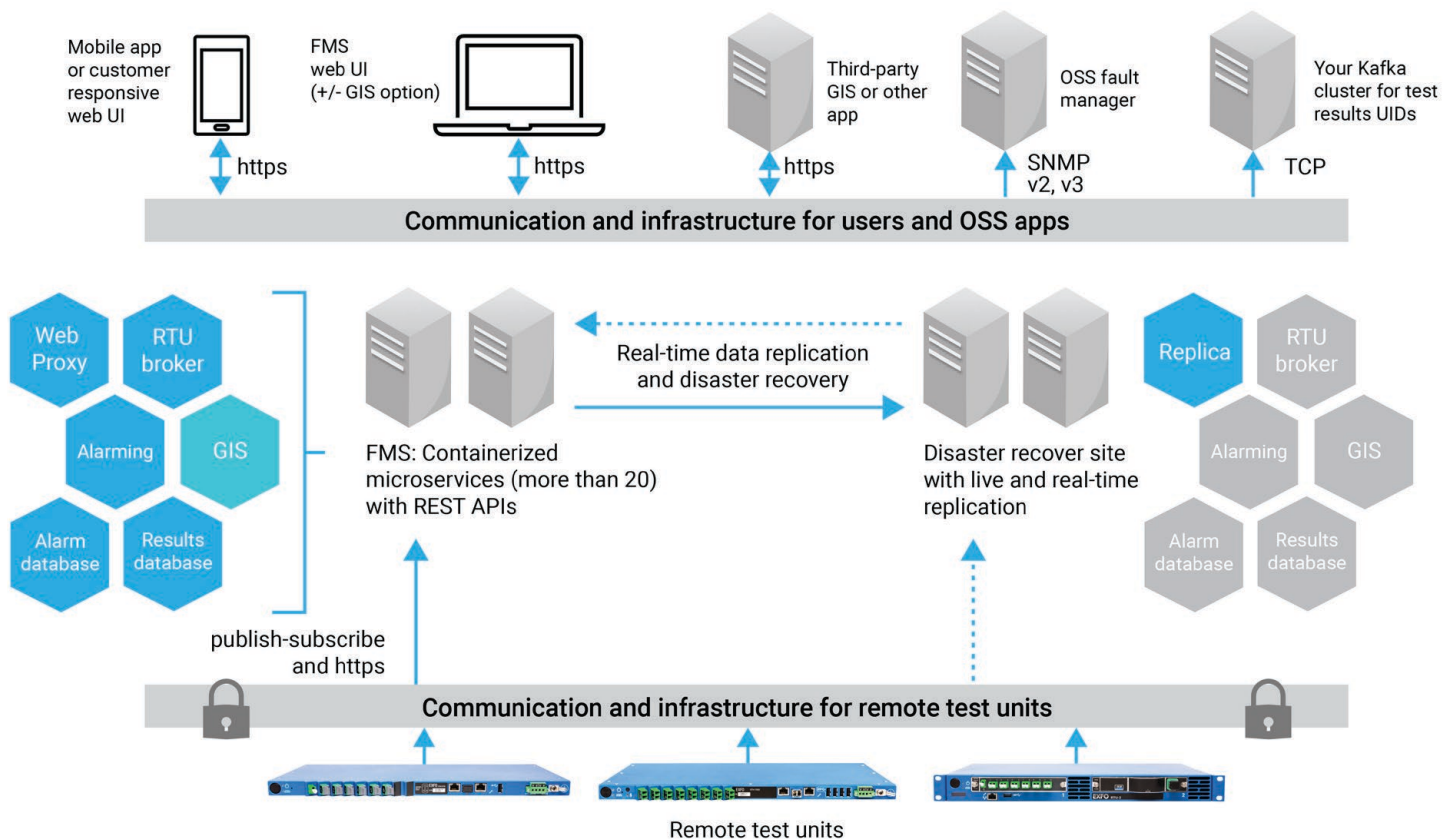 Mobile app
or customer
responsive
web UI
FMS
web UI
(+/- GIS option)
Third-party
GIS or other
app
OSS fault
manager
Your Kafka
cluster for test
results UIDs
https
https
https
SNMP
v2, v3
TCP
Communication and infrastructure for users and OSS apps
Web
Proxy
RTU
broker
Alarming
GIS
Alarm
database
Results
database
Real-time data replication
and disaster recovery
FMS: Containerized
microservices (more than 20)
with REST APIs
Disaster recover site
with live and real-time
replication
Replica
RTU
broker
Alarming
GIS
Alarm
database
Results
database
publish-subscribe
and https
Communication and infrastructure for remote test units
EXFO
EXFO
Remote test units